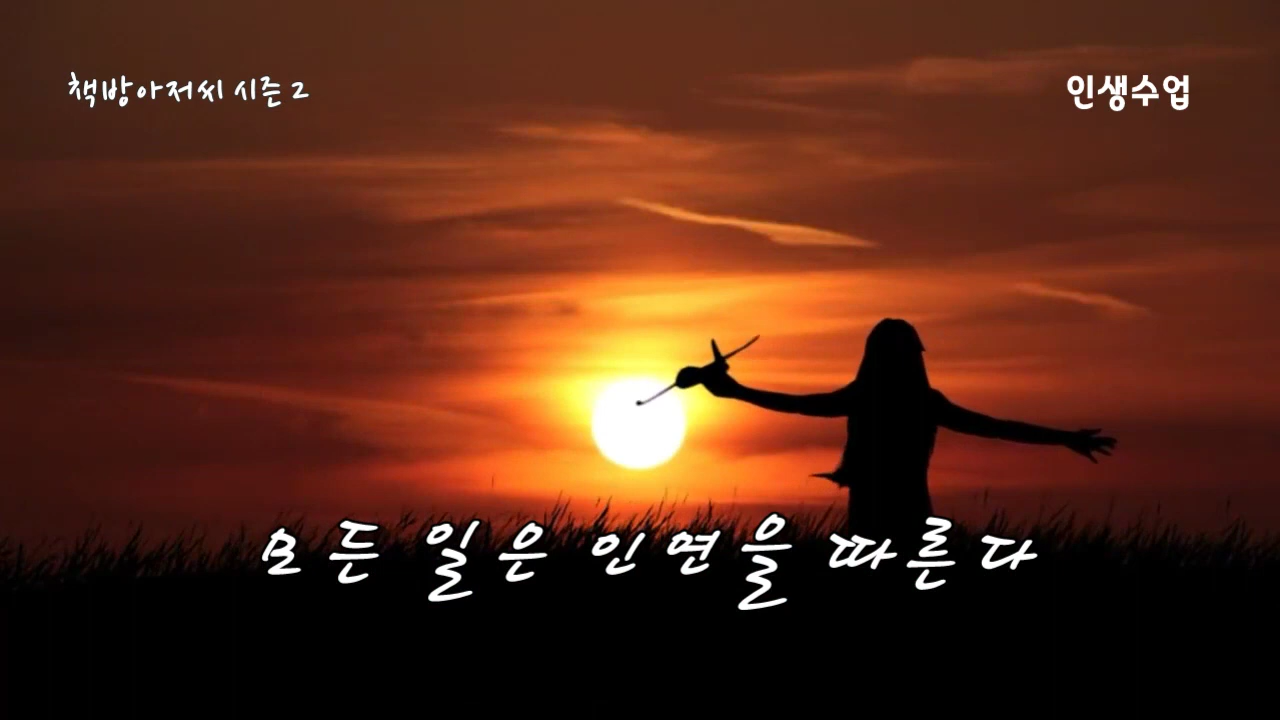 책방아저씨 시즌 2
인생수업
모든 일은 인연을 따른다